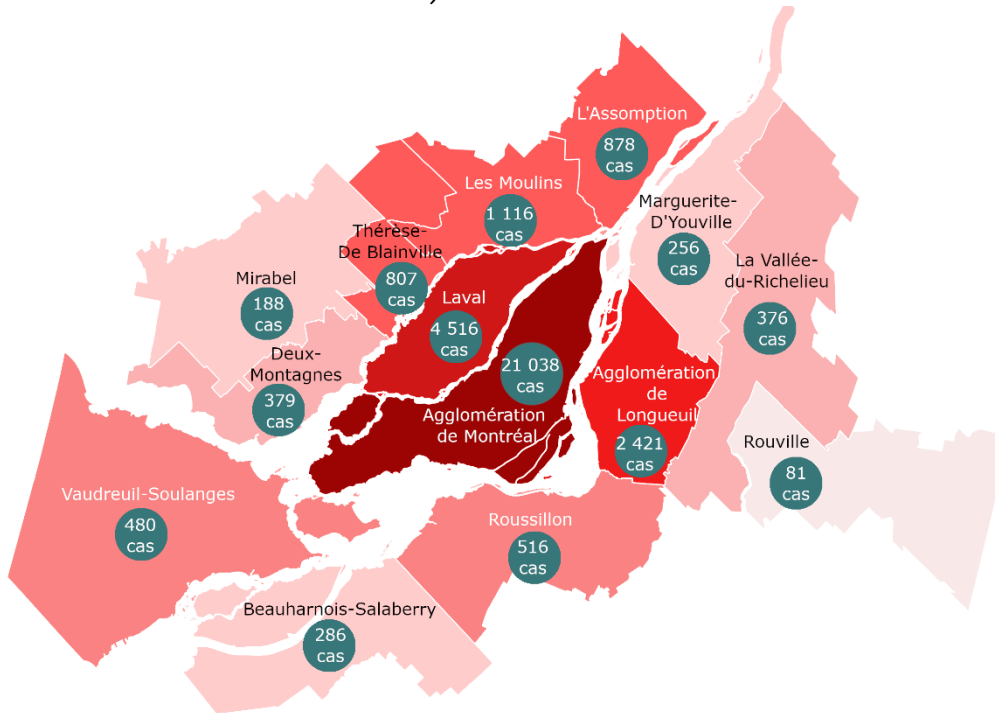 L'Assomption
878
cas
Les Moulins
1 116
cas
Marguerite-
D'Youville
256
cas
Thérèse-
De Blainville
807
cas
La Vallée-
du-Richelieu
376
cas
Mirabel
188
cas
Laval
4 516
cas
Deux-
Montagnes
379
cas
21 038
cas
Agglomération
de Montréal
Agglomération
de
Longueuil
2 421
cas
Rouville
81
cas
Vaudreuil-Soulanges
480
cas
Roussillon
516
cas
Beauharnois-Salaberry
286
cas